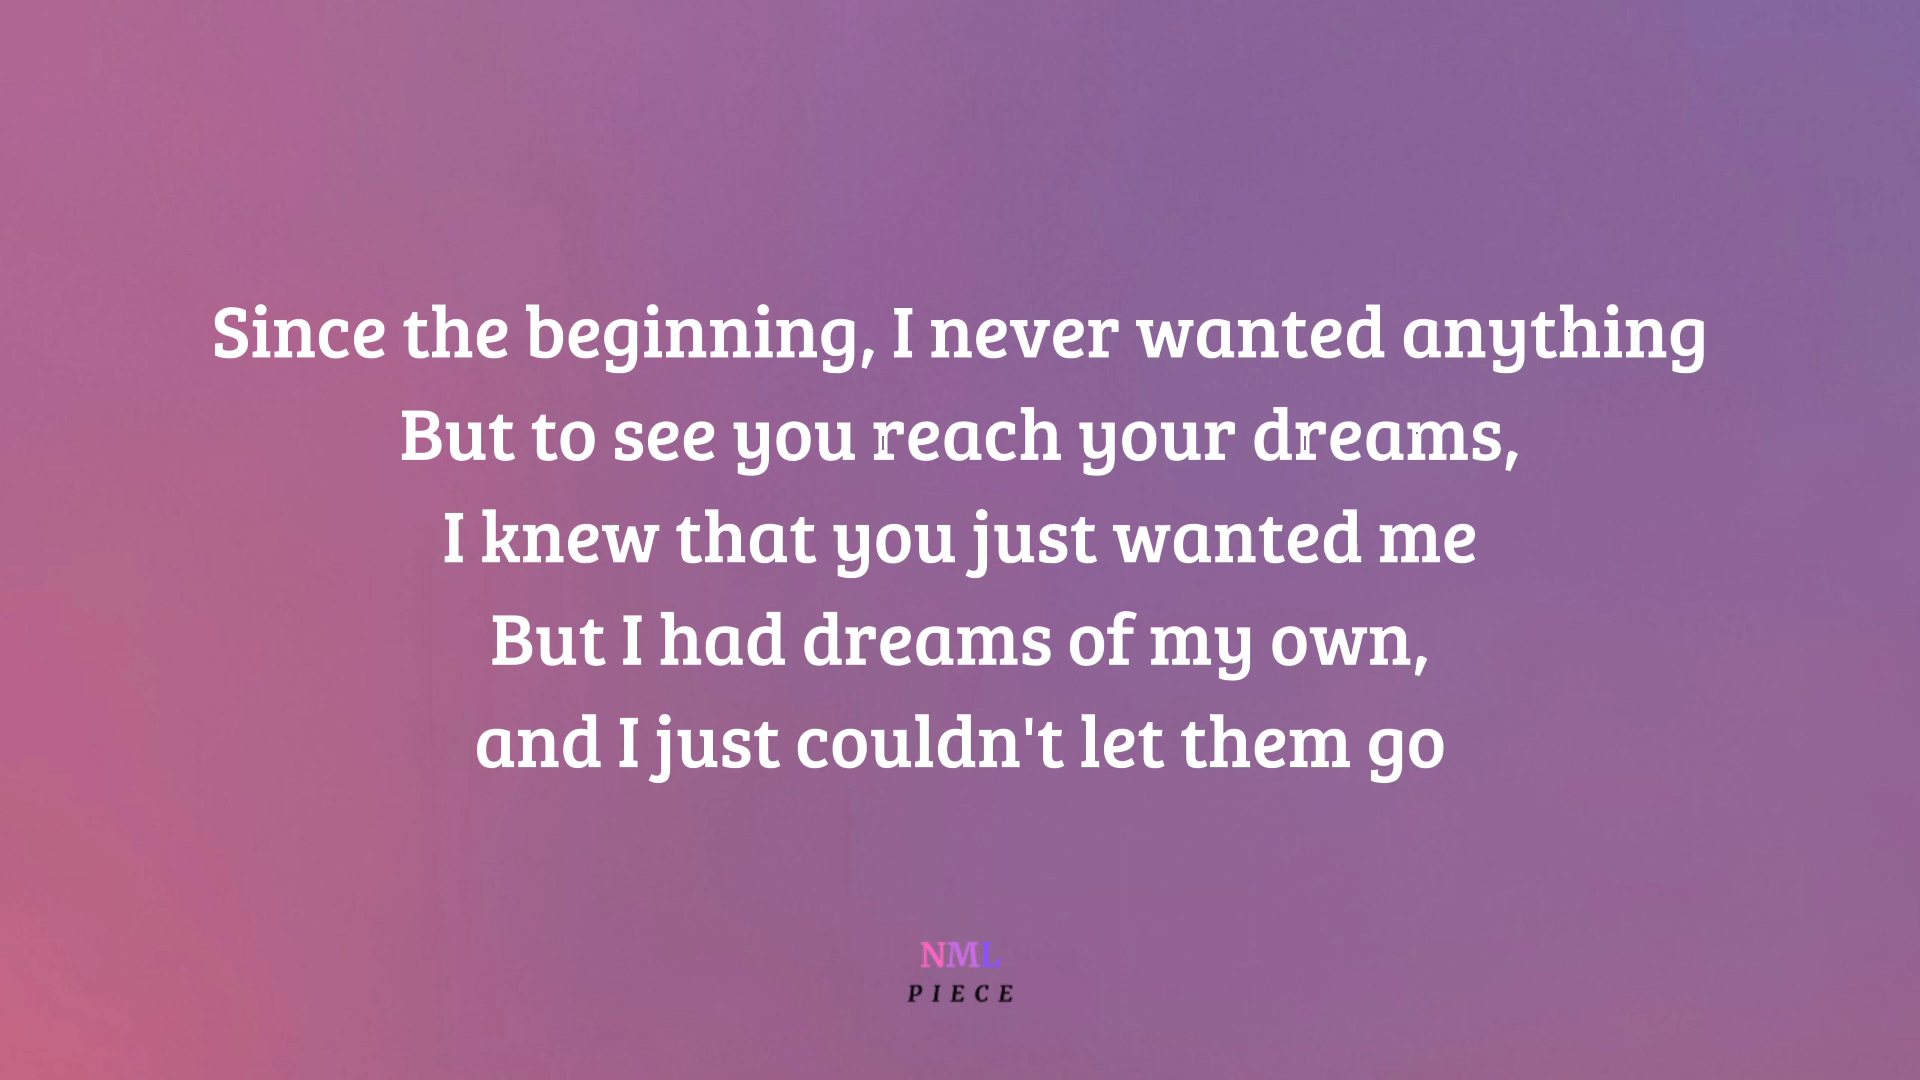 Since the beginning, I never wanted anything
But to see you reach your dreams,
I knew that you just wanted me
But I had dreams of my own,
and I just couldn't let them go
NML
PIECE